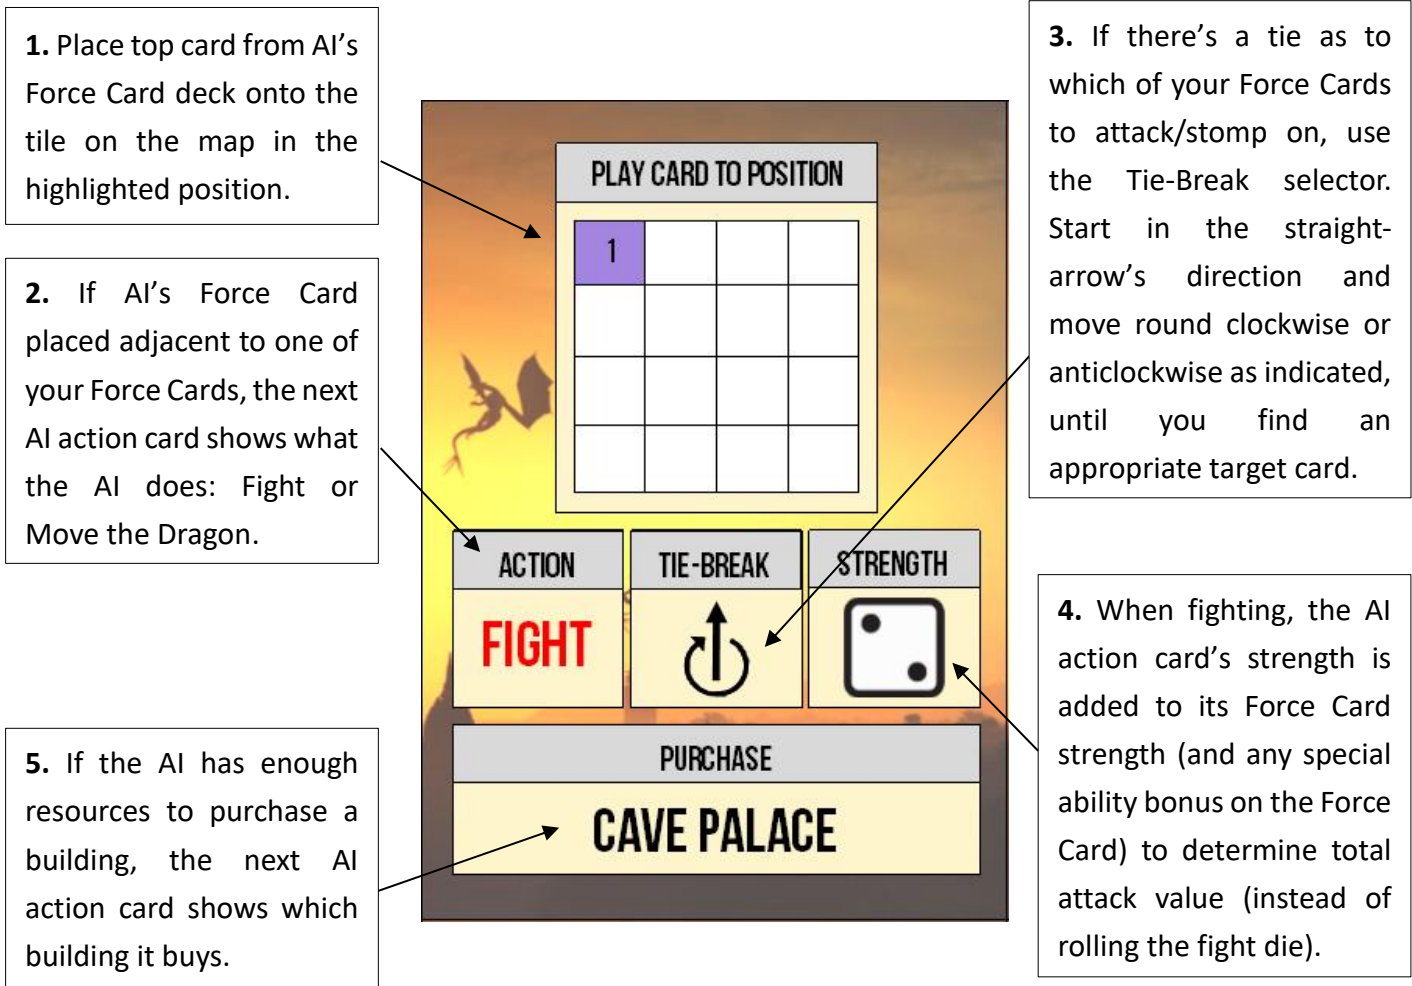 1. Place top card from AI’s
Force Card deck onto the
tile on the map in the
highlighted position.
2. If AI’s Force Card
placed adjacent to one of
your Force Cards, the next
AI action card shows what
the AI does: Fight or
Move the Dragon.
5. If the AI has enough
resources to purchase a
building, the next AI
action card shows which
building it buys.
PLAY CARD TO POSITION
1
ACTION
FIGHT
TIE-BREAK
STRENGTH
PURCHASE
CAVE PALACE
3. If there’s a tie as to
which of your Force Cards
to attack/stomp on, use
the Tie-Break selector.
Start in the straight-
arrow’s direction and
move round clockwise or
anticlockwise as indicated,
until you find an
appropriate target card.
4. When fighting, the AI
action card’s strength is
added to its Force Card
strength (and any special
ability bonus on the Force
Card) to determine total
attack value (instead of
rolling the fight die).